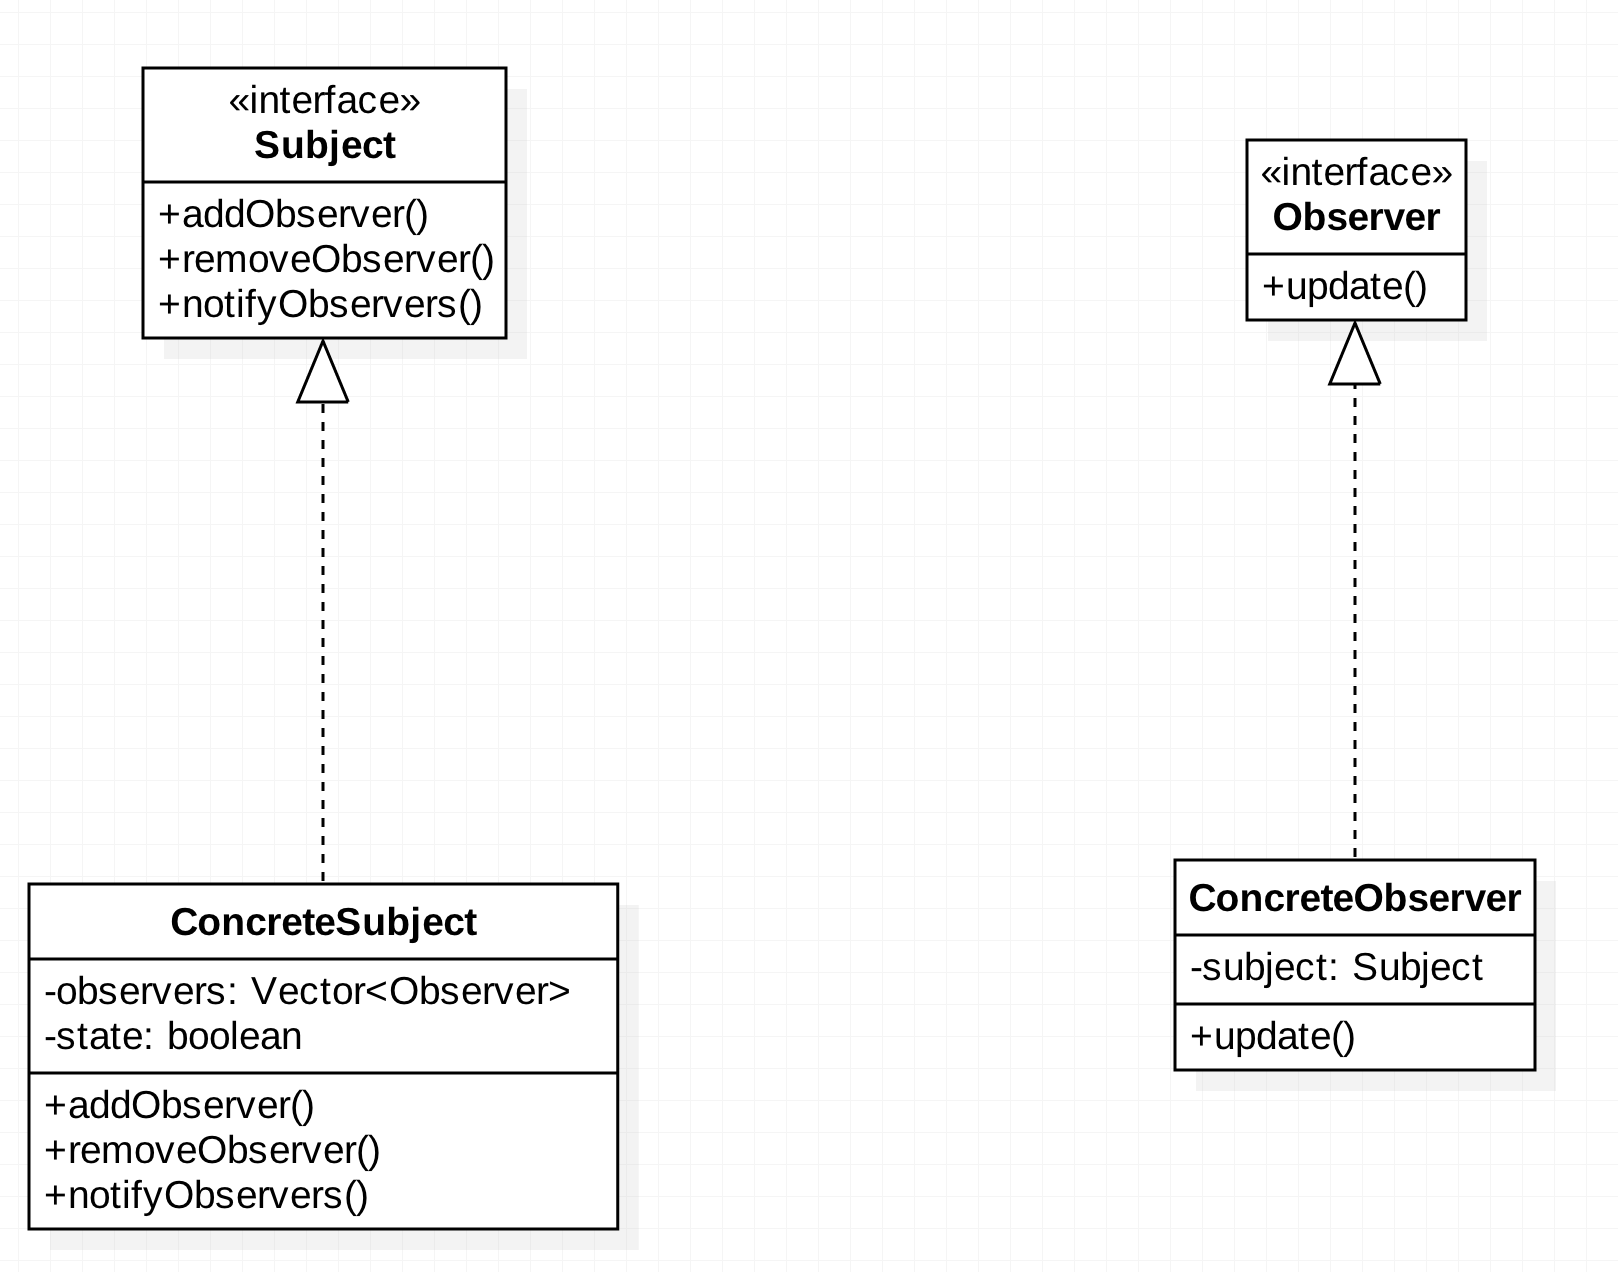 «interface»
Subject
+addObserver()
+removeObserver()
+notifyObservers()
«interface»
Observer
+update()
ConcreteSubject
-observers: Vector<Observer>
-state: boolean
+addObserver()
+removeObserver()
+notifyObservers()
ConcreteObserver
-subject: Subject
+update()